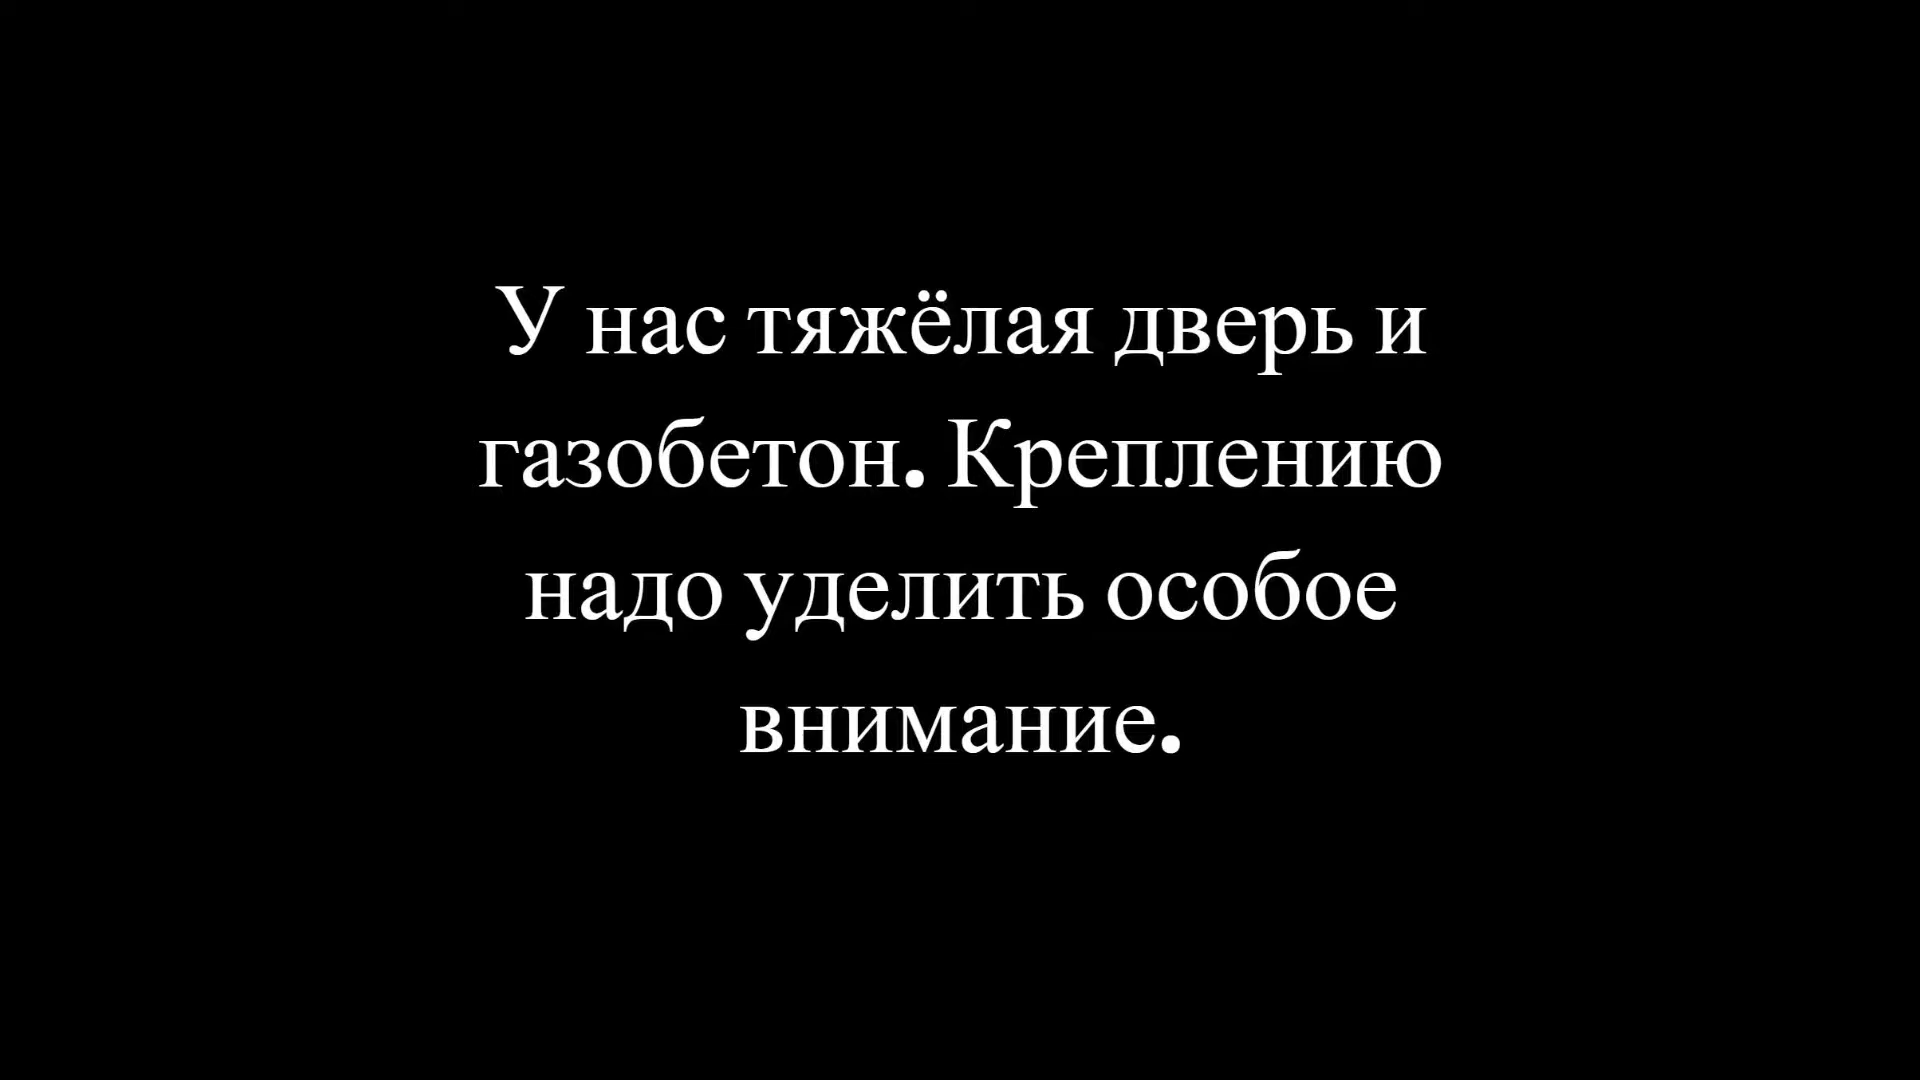 У нас тяжёлая дверь и
газобетон. Креплению
надо уделить особое
внимание.